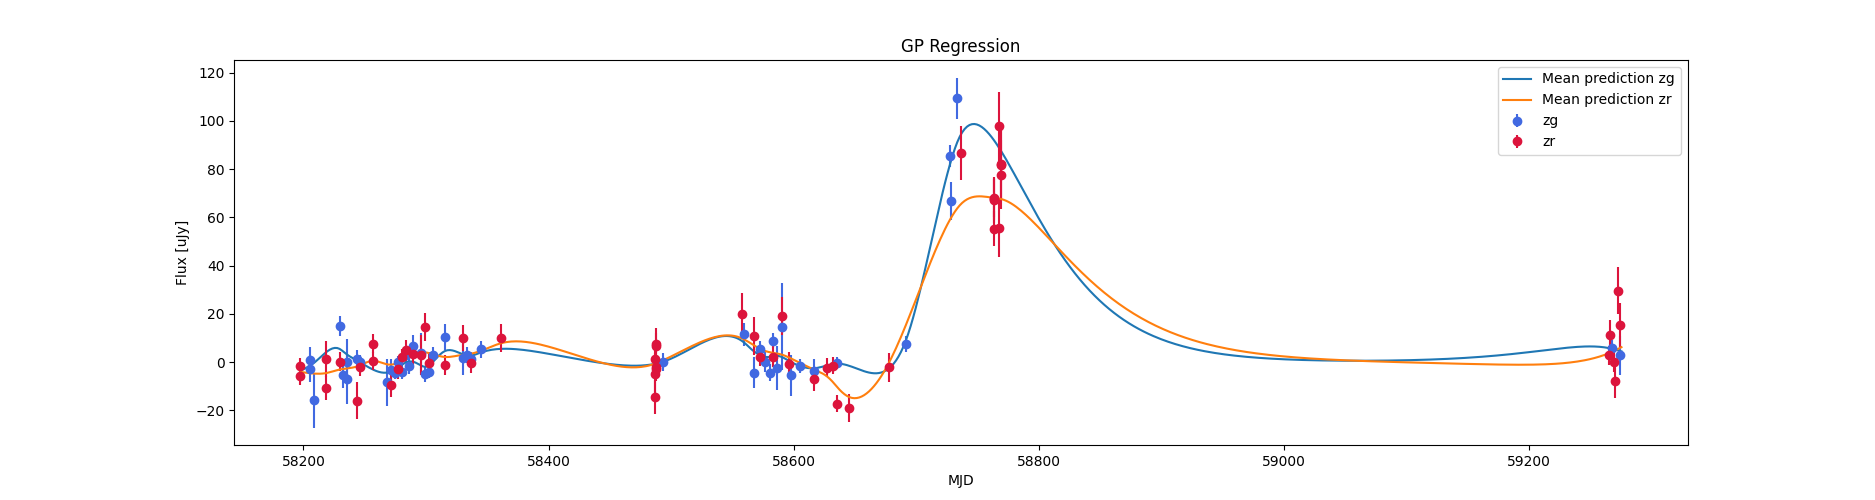 GP Regression
Flux [uJy]
120
100
80
60
40
20
0
−20
Mean prediction zg
Mean prediction zr
zg
zr
58200
58400
58600
58800
59000
59200
MJD